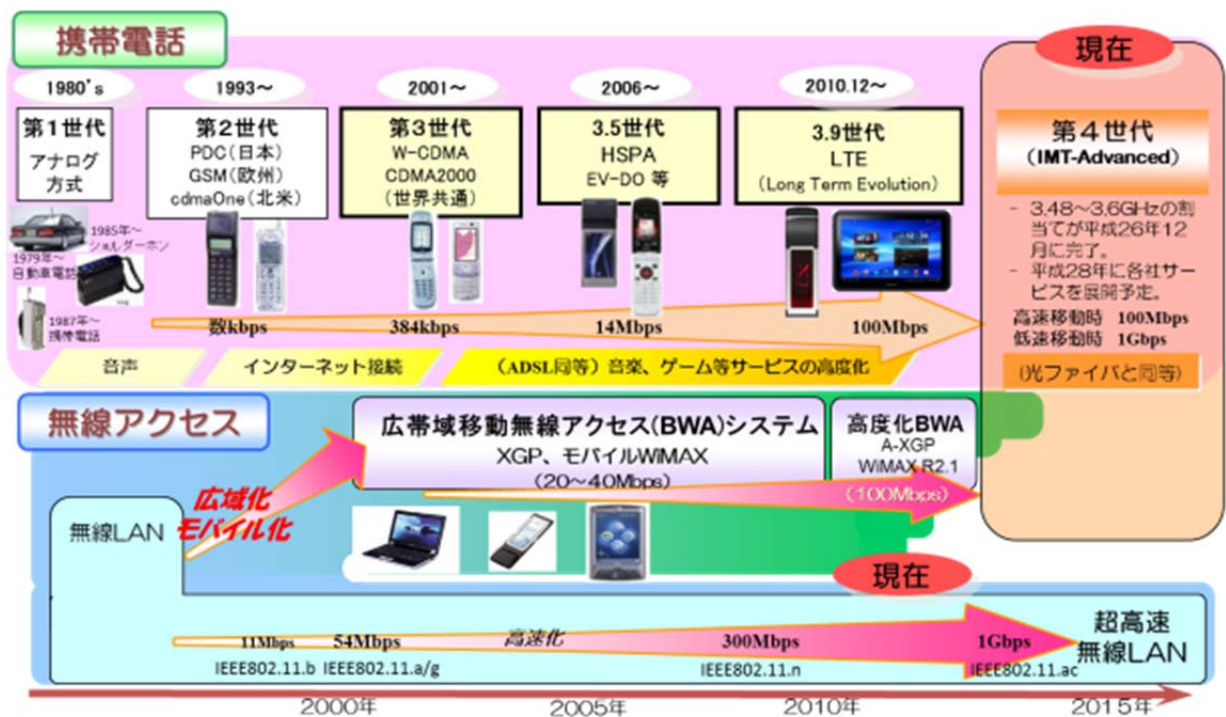 携帯電話
現在
1980's
1993～
2001～
2006～
2010.12～
第1世代
アナログ
方式
第2世代
PDC(日本)
GSM(欧州)
cdmaOne(北米)
第3世代
W-CDMA
CDMA2000
(世界共通)
3.5世代
HSPA
EV-DO 等
3.9世代
LTE
(Long Term Evolution)
第4世代
(IMT-Advanced)
- 3.48～3.6GHzの割
当てが平成26年12
月に完了。
- 平成28年に各社サー
ビスを展開予定。
高速移動時 100Mbps
低速移動時 1Gbps
(光ファイバと同等)
1985年～
ショルダーホン
1979年～
自動車電話
1987年～
携帯電話
数kbps
384kbps
14Mbps
100Mbps
音声
インターネット接続
(ADSL同等)音楽、ゲーム等サービスの高度化
無線アクセス
広帯域移動無線アクセス(BWA)システム
XGP、モバイルWiMAX
(20～40Mbps)
高度化BWA
A-XGP
WiMAX R2.1
(100Mbps)
広域化
モバイル化
無線LAN
現在
11Mbps
54Mbps
高速化
300Mbps
1Gbps
IEEE802.11.b
IEEE802.11.a/g
IEEE802.11.n
IEEE802.11.ac
超高速
無線LAN
2000年
2005年
2010年
2015年